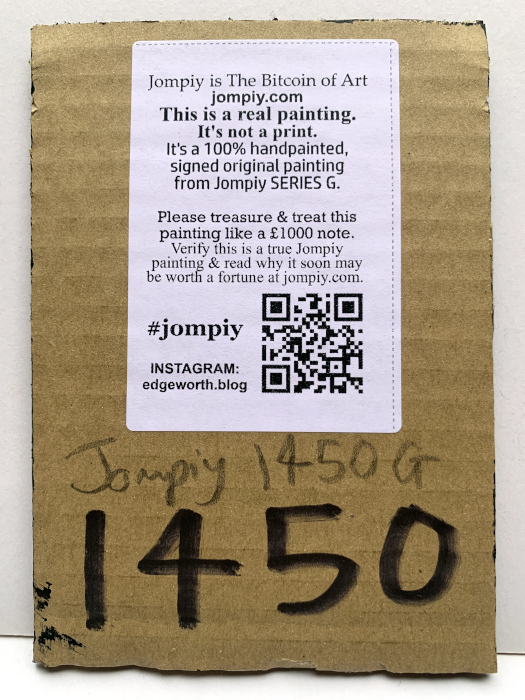 Jompiy is The Bitcoin of Art
jompiy.com
This is a real painting.
It's not a print.
It's a 100% handpainted,
signed original painting
from Jompiy SERIES G.
Please treasure & treat this
painting like a £1000 note.
Verify this is a true Jompiy
painting & read why it soon may
be worth a fortune at jompiy.com.
#jompiy
INSTAGRAM:
edgeworth.blog
Jompiy 1450 G
1450